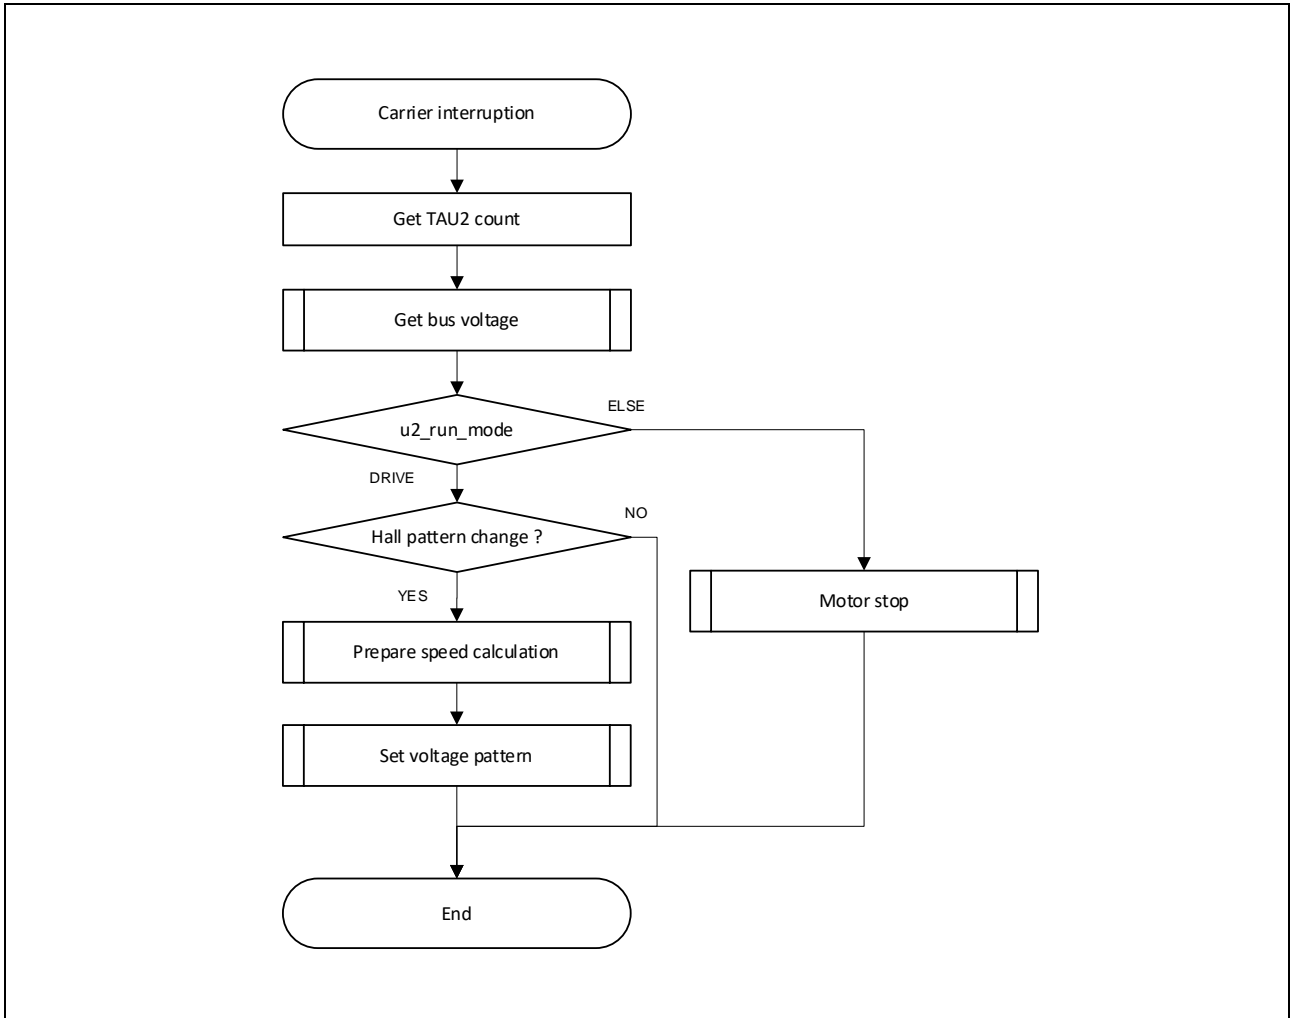 Carrier interruption
Get TAU2 count
Get bus voltage
ELSE
u2_run_mode
DRIVE
NO
Hall pattern change ?
YES
Motor stop
Prepare speed calculation
Set voltage pattern
End